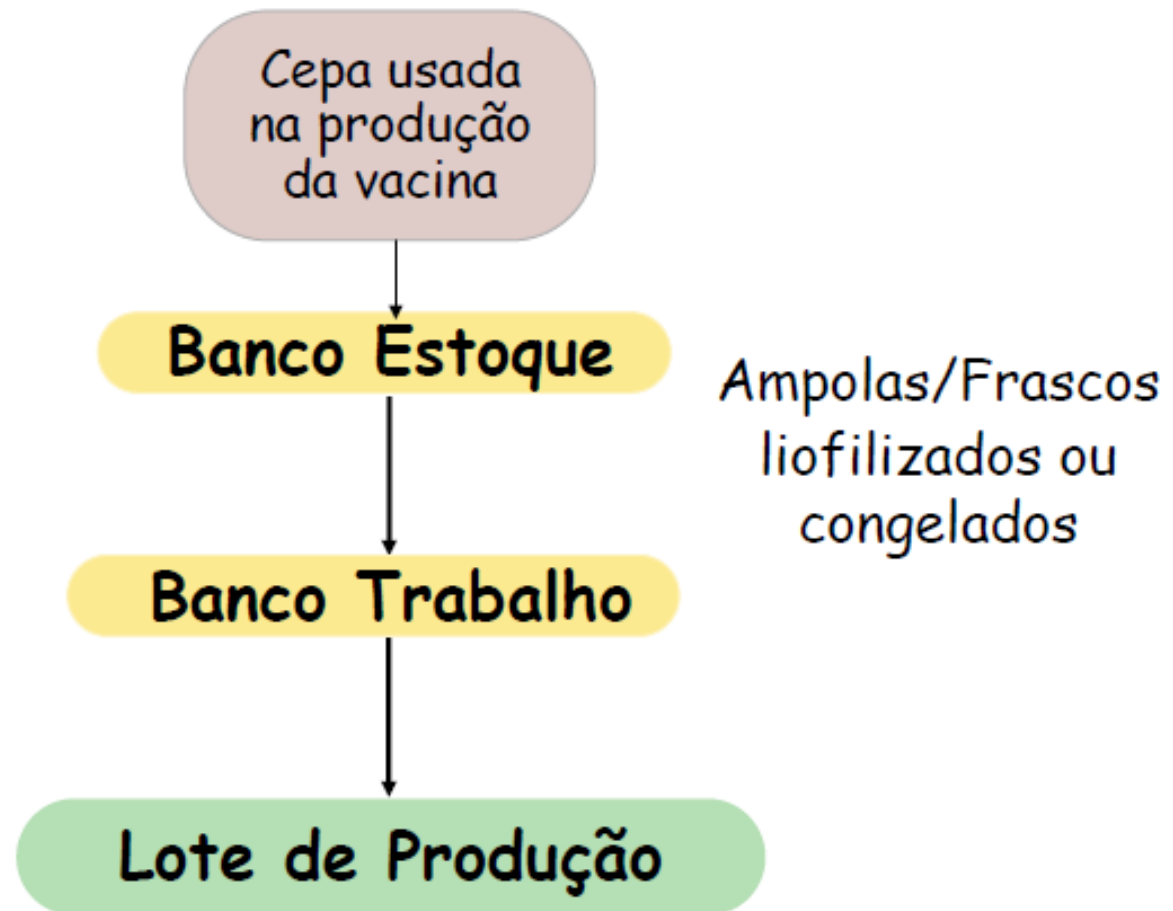 Cepa usada
na produção
da vacina
Banco Estoque
Ampolas/Frascos
liofilizados ou
congelados
Banco Trabalho
Lote de Produção